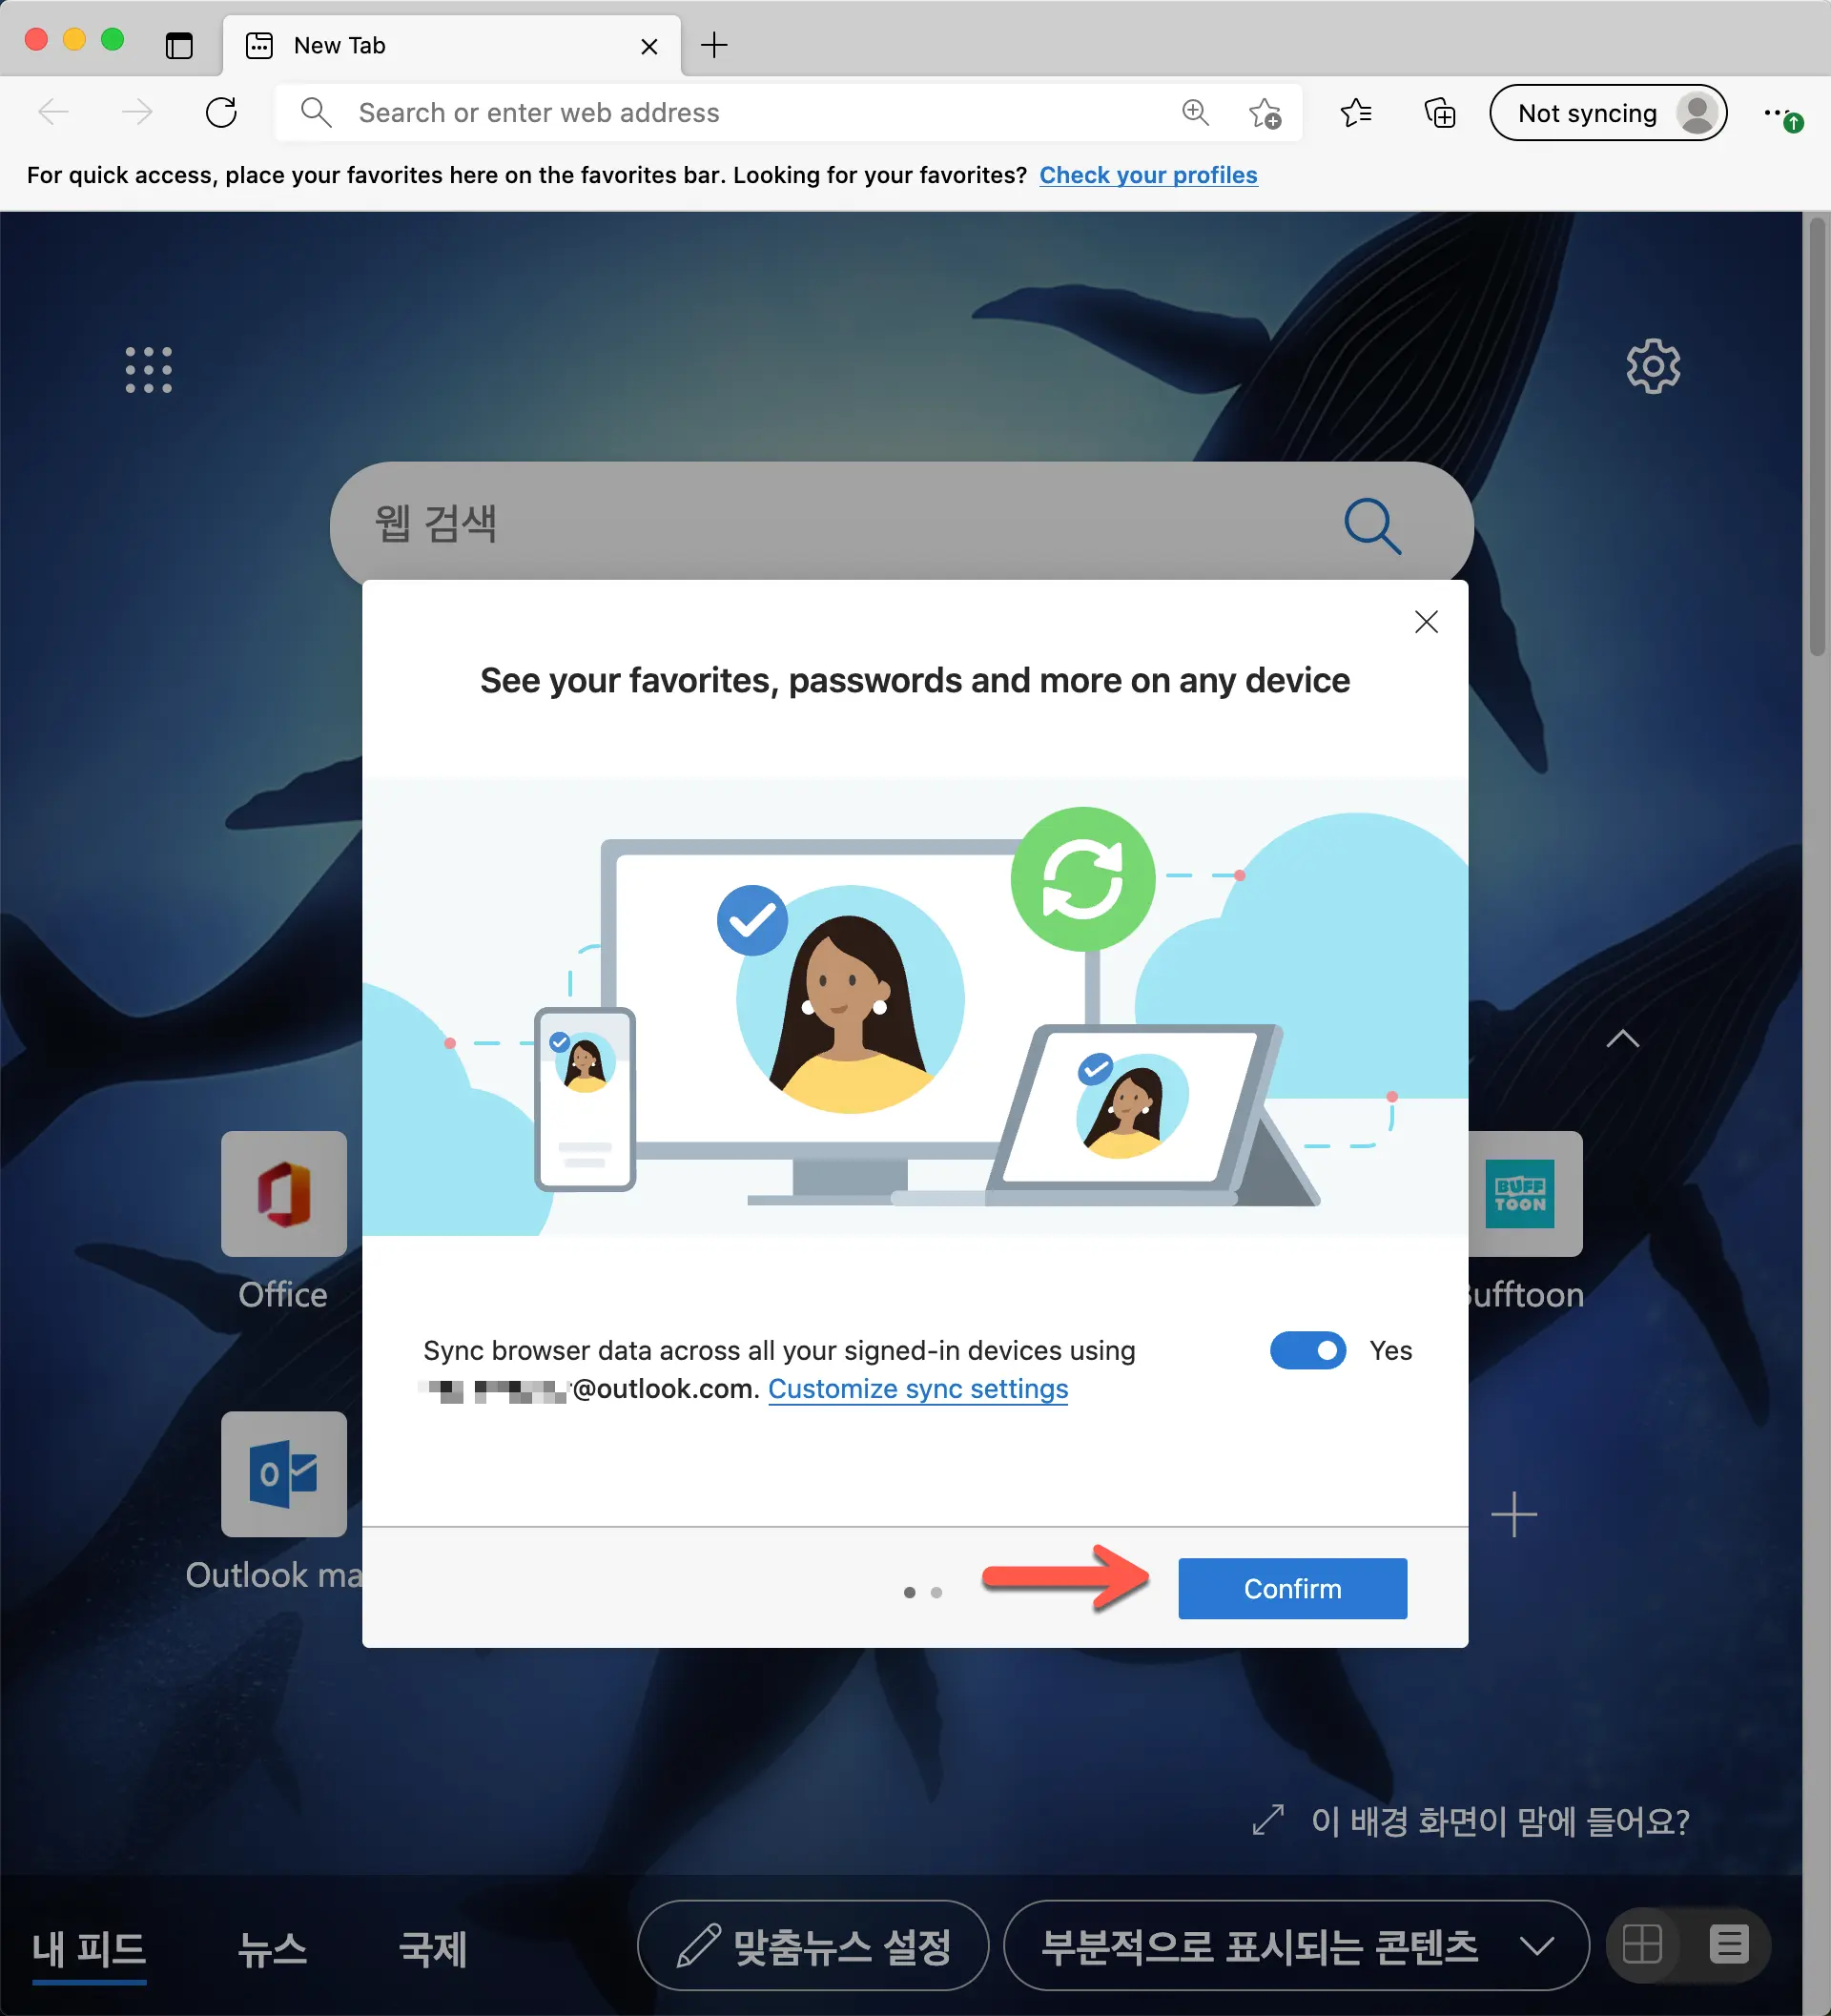 New Tab
Search or enter web address
Not syncing
For quick access, place your favorites here on the favorites bar. Looking for your favorites? Check your profiles
웹 검색
See your favorites, passwords and more on any device
BUFF
TOON
Office
ufftoon
Sync browser data across all your signed-in devices using
Yes
@outlook.com. Customize sync settings
Outlook ma
Confirm
이 배경 화면이 맘에 들어요?
내 피드
뉴스
국제
맞춤뉴스 설정
부분적으로 표시되는 콘텐츠